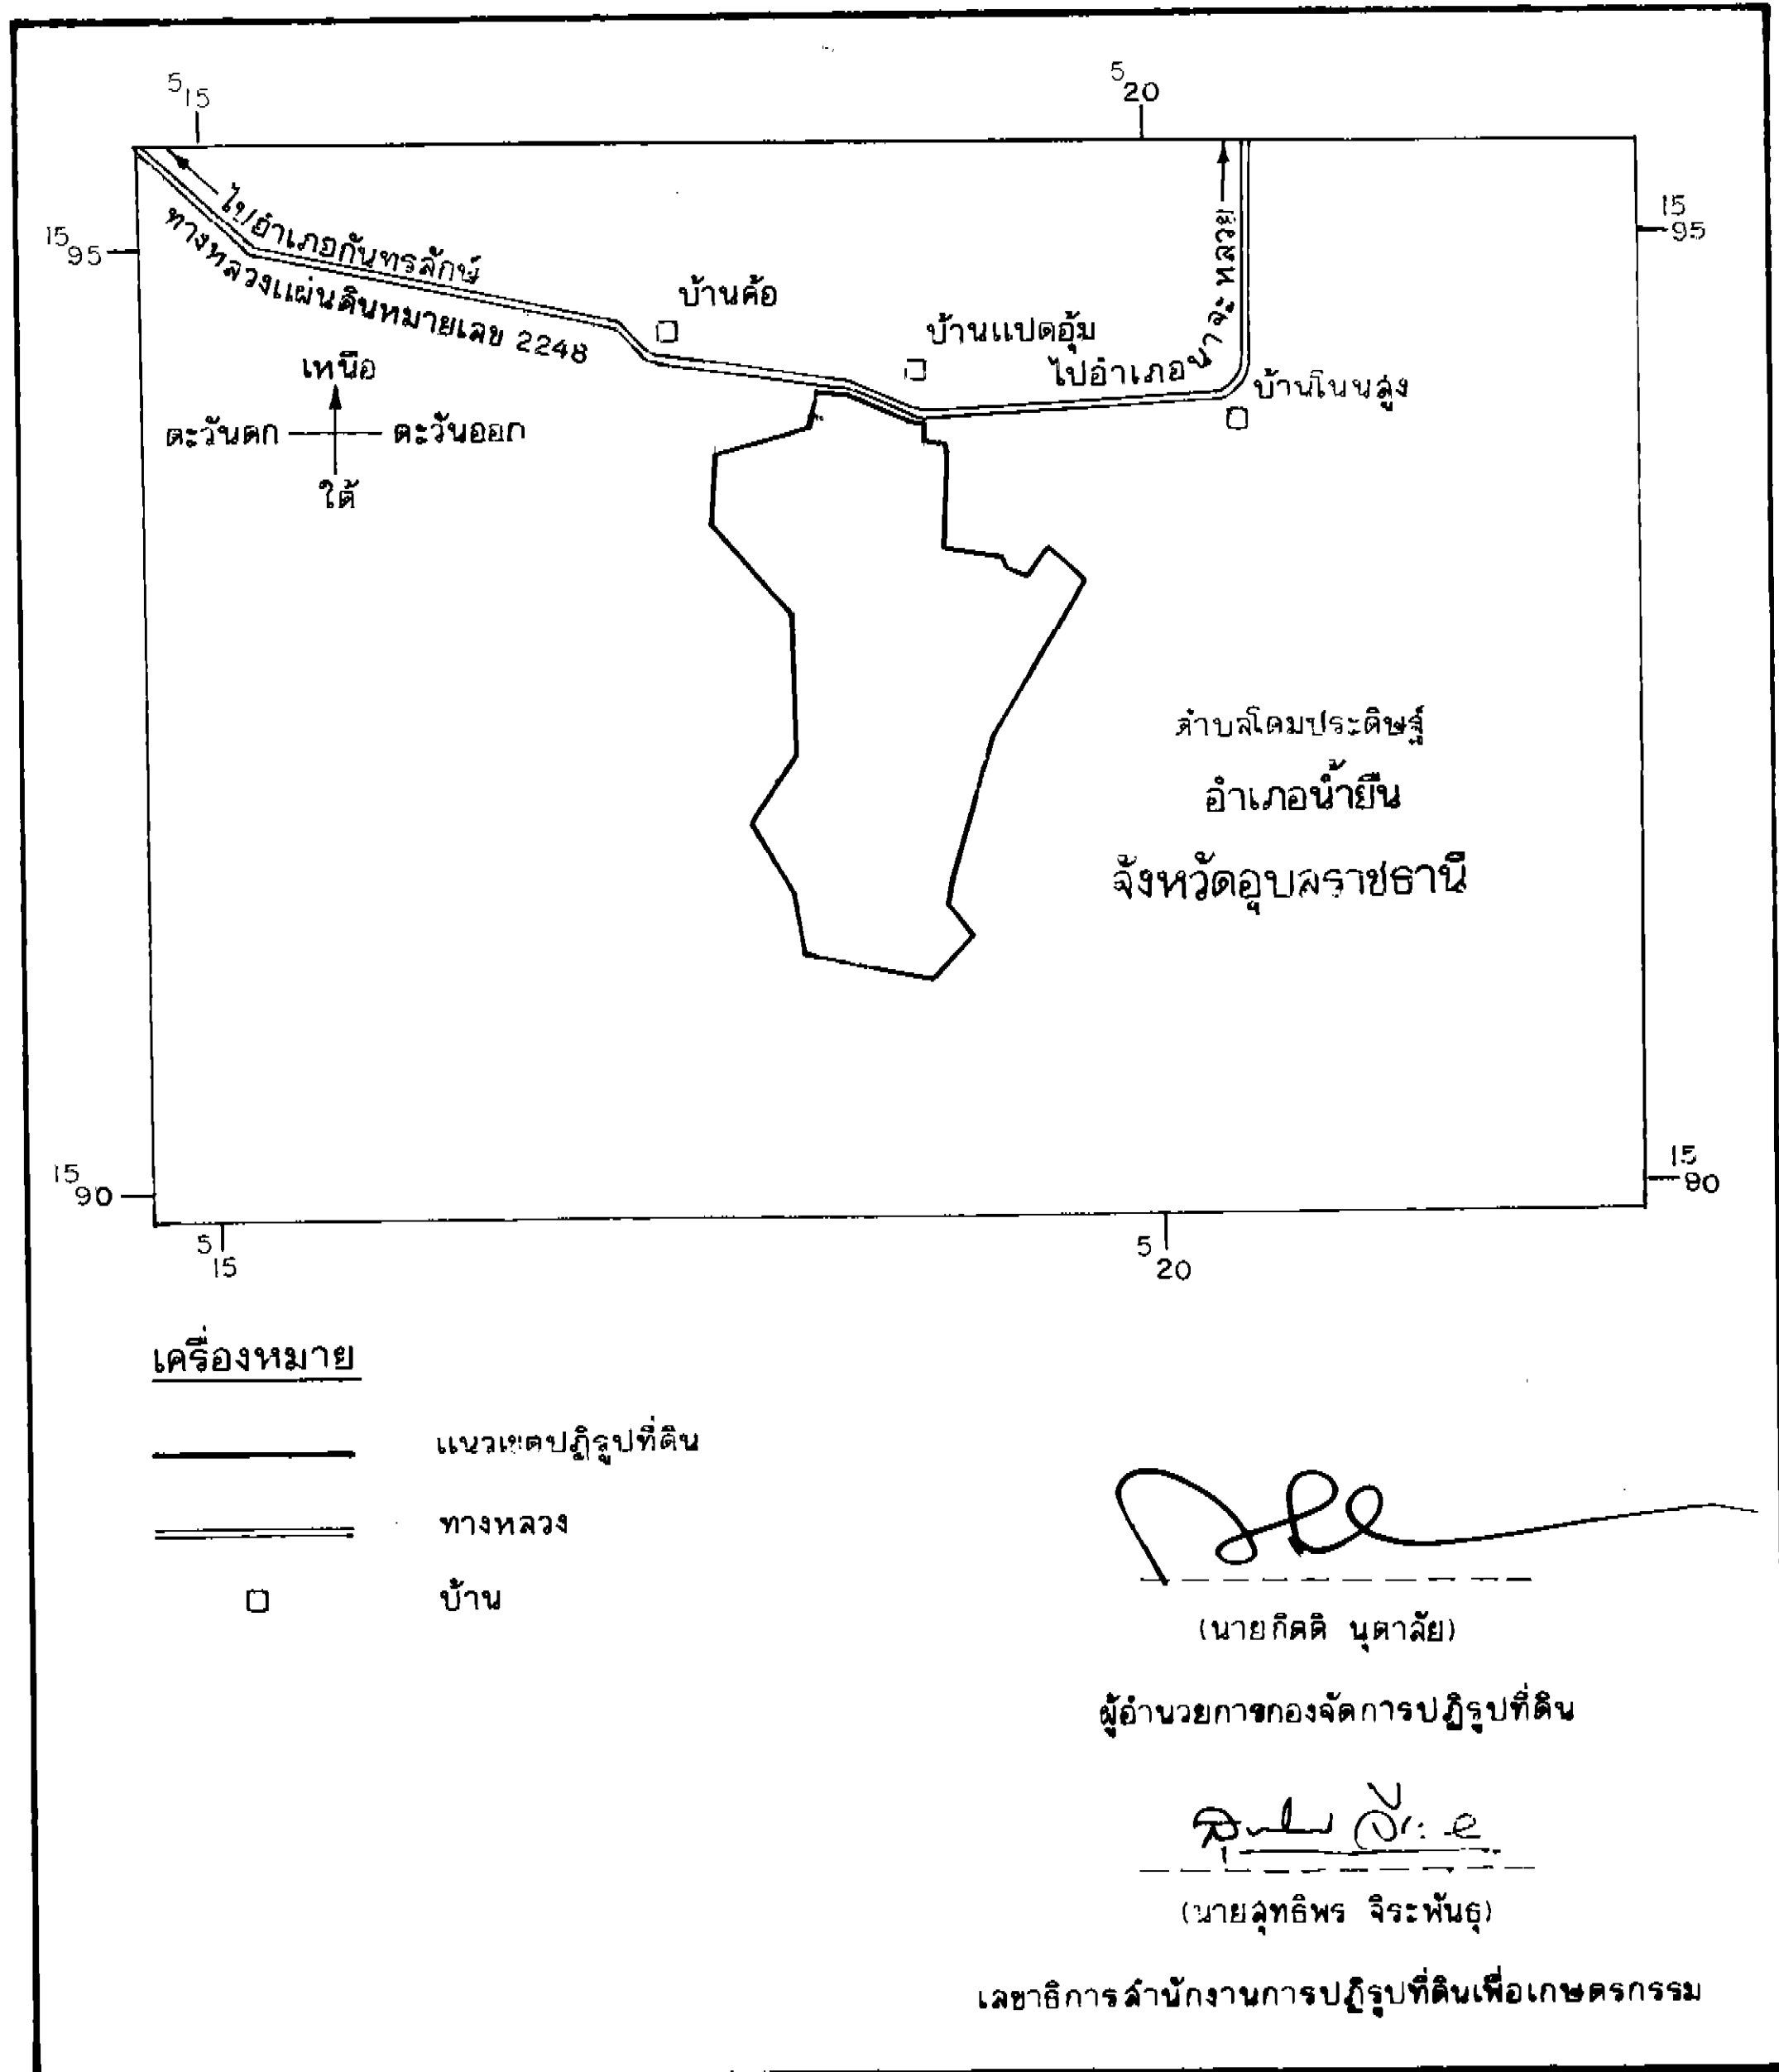 5 15
5 20
15 95
15 95
ไปอำเภอกันทรลักษ์
ทางหลวงแผ่นดินหมายเลข 2248
บ้านค้อ
บ้านแปดอุ้ม
ไปอำเภอนาจะหลวย
บ้านโนนสูง
เหนือ
ตะวันตก
ตะวันออก
ใต้
ตำบลโดมประดิษฐ์
อำเภอน้ำยืน
จังหวัดอุบลราชธานี
15 90
15 90
5 15
5 20
เครื่องหมาย
แนวเขตปฏิรูปที่ดิน
ทางหลวง
บ้าน
(นายกิตติ นุตาลัย)
ผู้อำนวยการกองจัดการปฏิรูปที่ดิน
(นายสุทธิพร จิระพันธุ)
เลขาธิการสำนักงานการปฏิรูปที่ดินเพื่อเกษตรกรรม